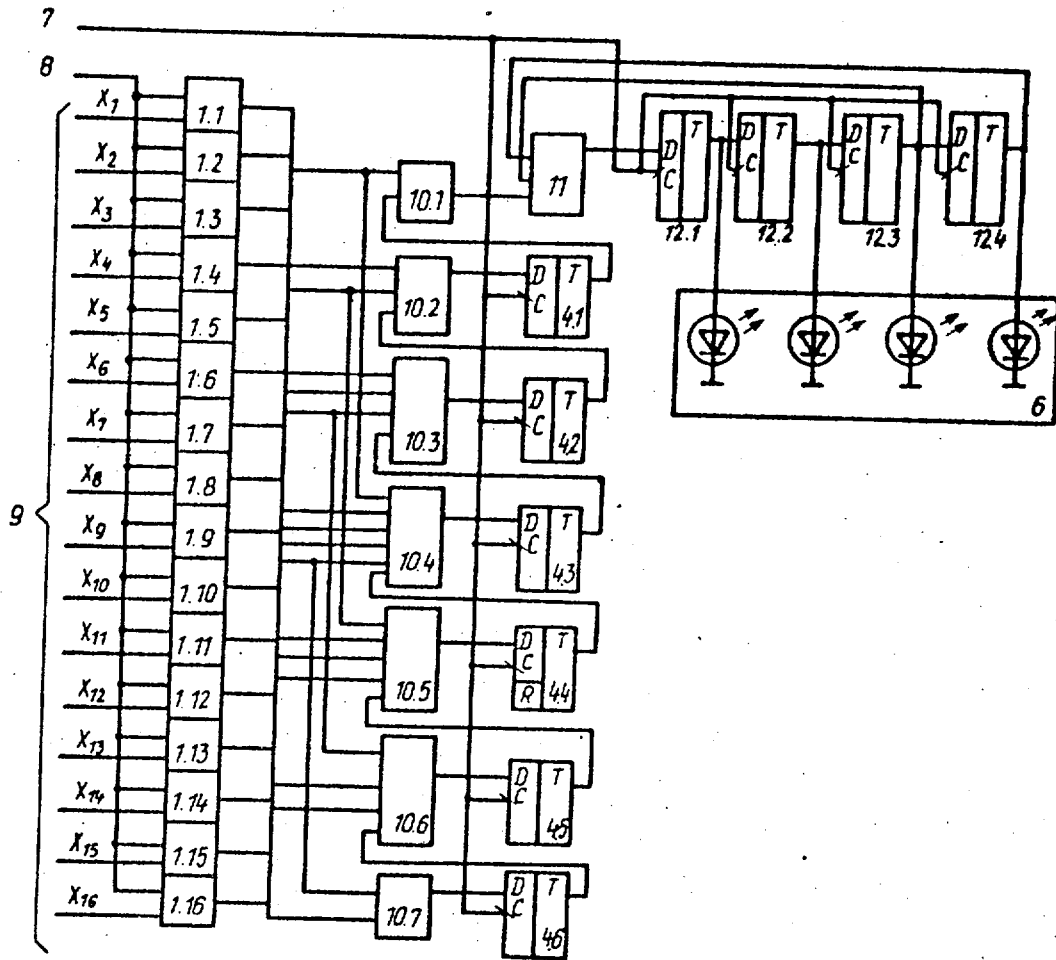 7
8
9
X1
X2
X3
X4
X5
X6
X7
X8
X9
X10
X11
X12
X13
X14
X15
X16
1.1
1.2
1.3
1.4
1.5
1.6
1.7
1.8
1.9
1.10
1.11
1.12
1.13
1.14
1.15
1.16
10.1
10.2
10.3
10.4
10.5
10.6
10.7
11
D T
C
4.1
D T
C
4.2
D T
C
4.3
D T
C
R 4.4
D T
C
4.5
D T
C
4.6
D T
C
12.1
D T
C
12.2
D T
C
12.3
D T
C
12.4
6